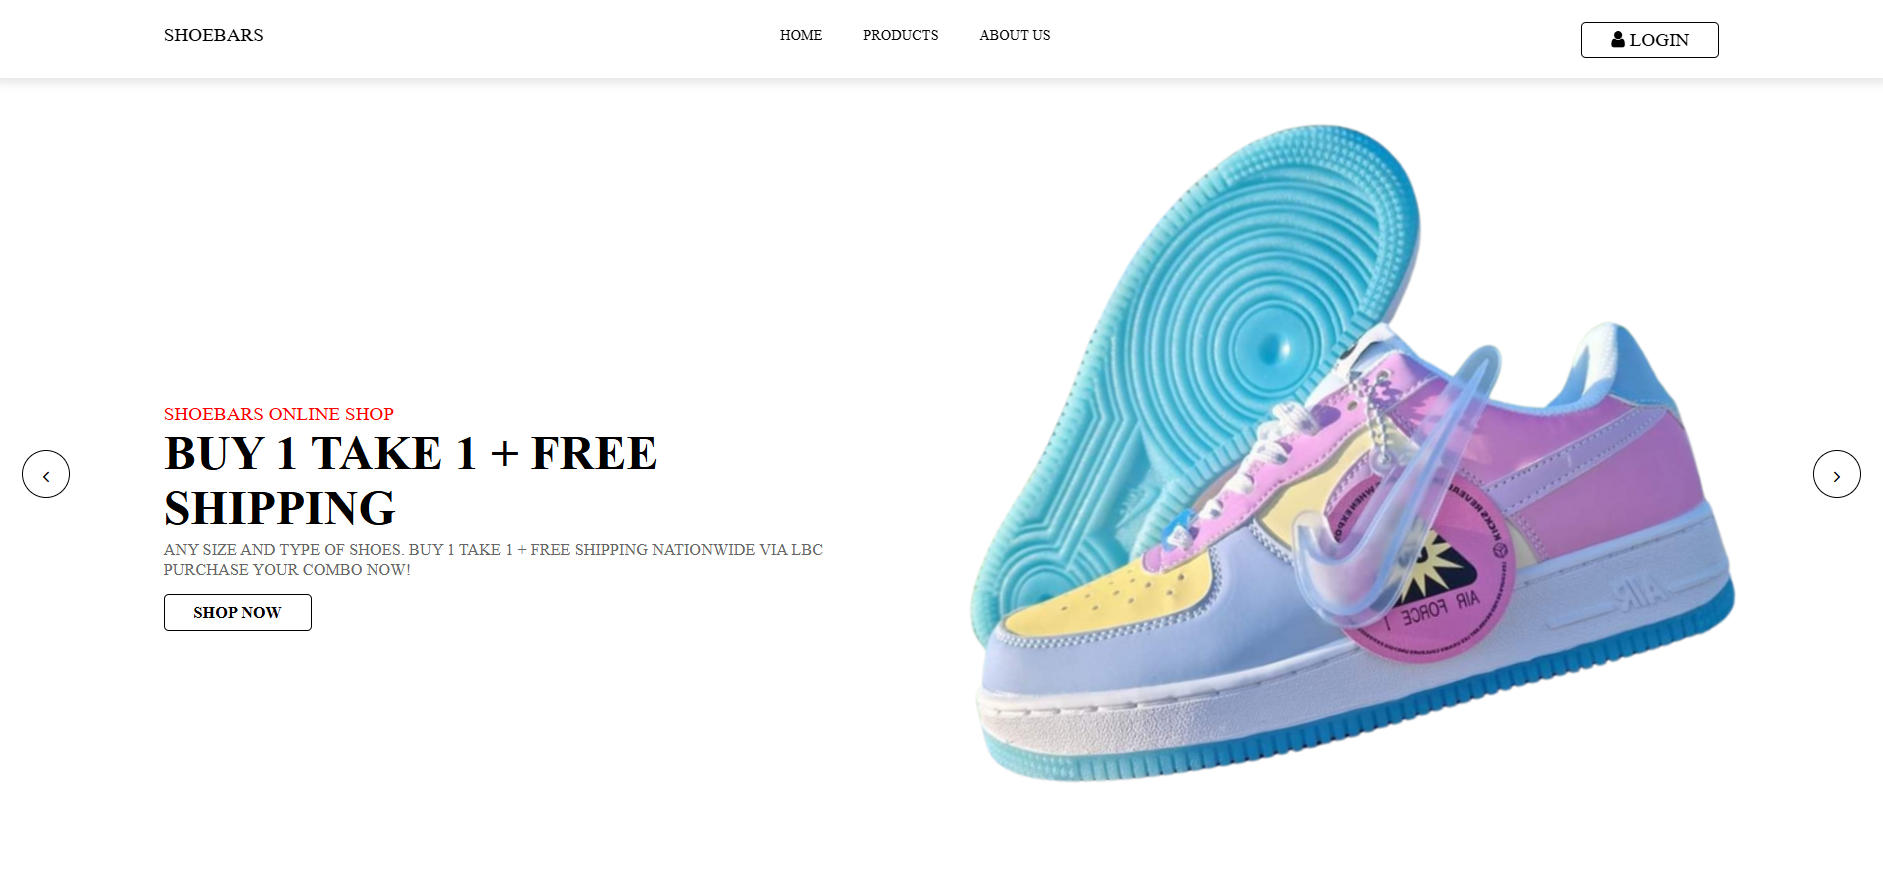 SHOEBARS
HOME
PRODUCTS
ABOUT US
LOGIN
SHOEBARS ONLINE SHOP
BUY 1 TAKE 1 + FREE
SHIPPING
ANY SIZE AND TYPE OF SHOES. BUY 1 TAKE 1 + FREE SHIPPING NATIONWIDE VIA LBC
PURCHASE YOUR COMBO NOW!
SHOP NOW
AIR FORCE 1
AIR